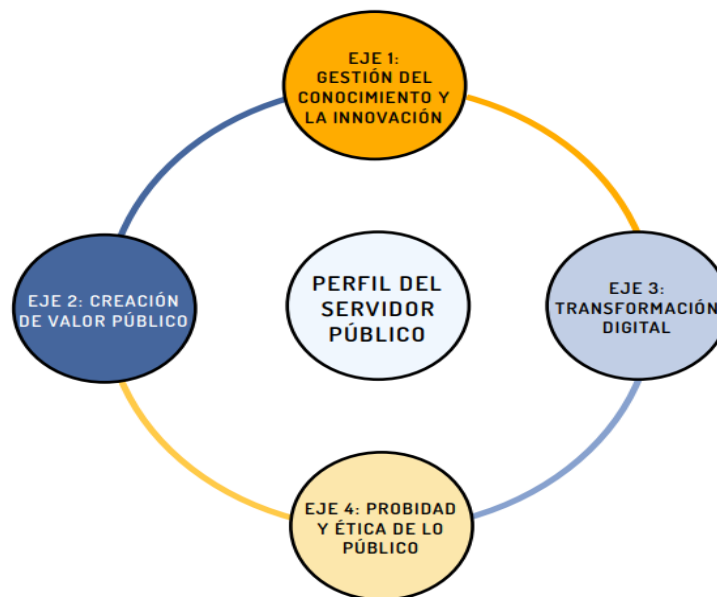 EJE 1:
GESTIÓN DEL
CONOCIMIENTO Y
LA INNOVACIÓN
EJE 2: CREACIÓN
DE VALOR PÚBLICO
PERFIL DEL
SERVIDOR
PÚBLICO
EJE 3:
TRANSFORMACIÓN
DIGITAL
EJE 4: PROBIDAD
Y ÉTICA DE LO
PÚBLICO